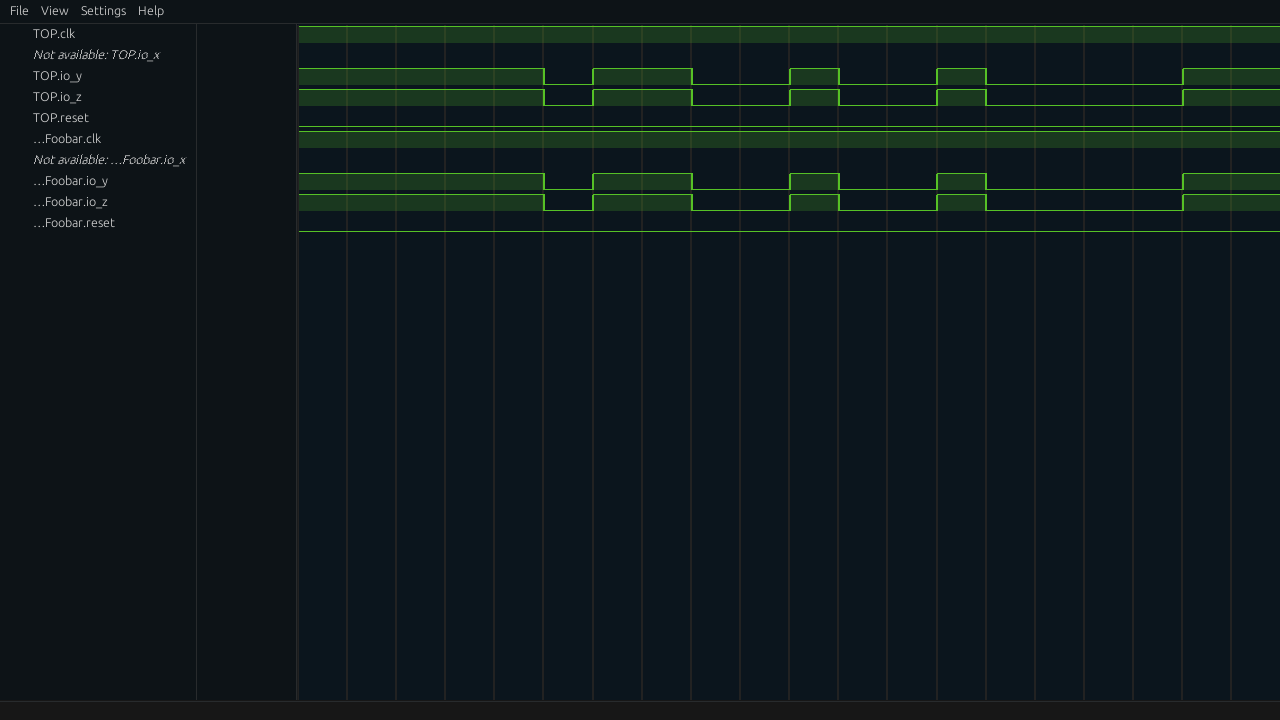 File View Settings Help
TOP.clk
Not available: TOP.io_x
TOP.io_y
TOP.io_z
TOP.reset
…Foobar.clk
Not available: …Foobar.io_x
…Foobar.io_y
…Foobar.io_z
…Foobar.reset